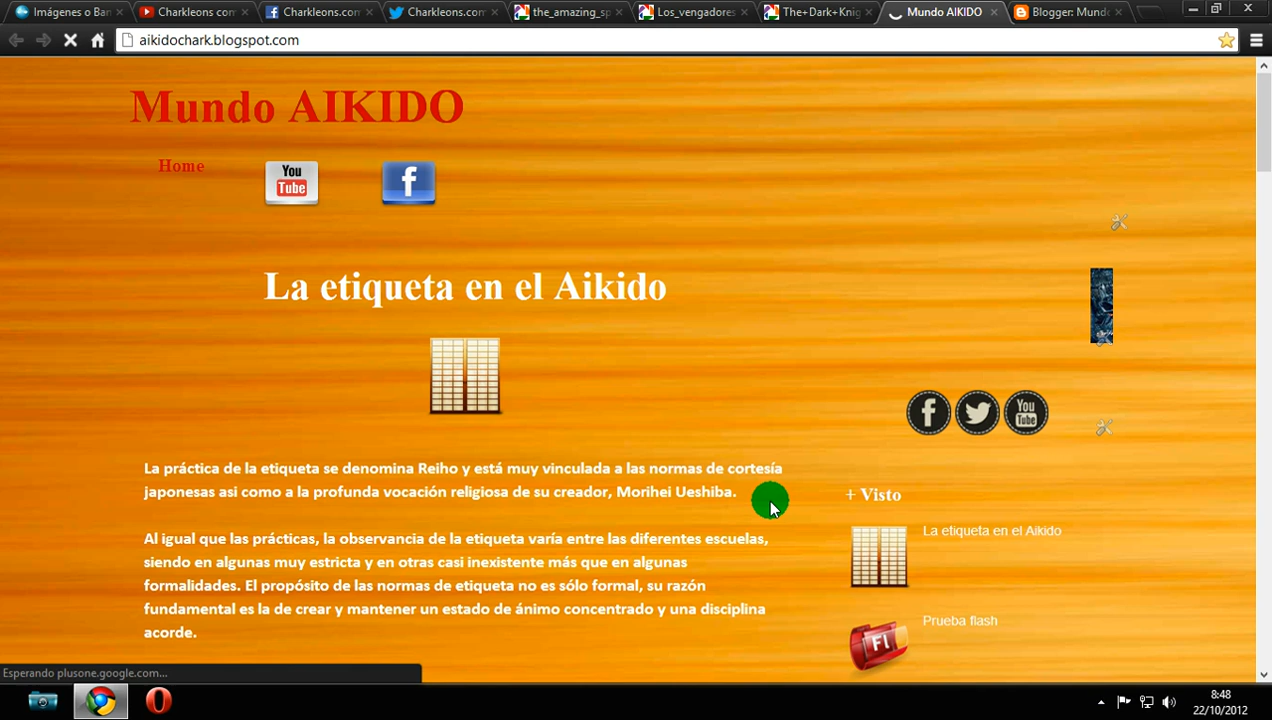 Imágenes o Ban
Charkleons.com
Charkleons.com
Charkleons.com
the_amazing_sp
Los_vengadores
The+Dark+Knig
Mundo AIKIDO
Blogger: Mundo
aikidochark.blogspot.com
Mundo AIKIDO
Home
You
Tube
f
La etiqueta en el Aikido
f
You
Tube
La práctica de la etiqueta se denomina Reiho y está muy vinculada a las normas de cortesía
japonesas asi como a la profunda vocación religiosa de su creador, Morihei Ueshiba.
+ Visto
La etiqueta en el Aikido
Al igual que las prácticas, la observancia de la etiqueta varía entre las diferentes escuelas,
siendo en algunas muy estricta y en otras casi inexistente más que en algunas
formalidades. El propósito de las normas de etiqueta no es sólo formal, su razón
fundamental es la de crear y mantener un estado de ánimo concentrado y una disciplina
acorde.
Prueba flash
Fl
Esperando plusone.google.com...
8:48
22/10/2012